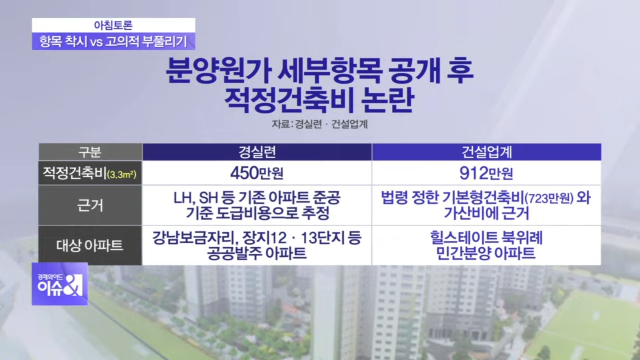 아침토론
항목 착시 vs 고의적 부풀리기
분양원가 세부항목 공개 후
적정건축비 논란
자료:경실련 · 건설업계
구분 경실련 건설업계
적정건축비(3.3m²) 450만원 912만원
근거 LH, SH 등 기존 아파트 준공 기준 도급비용으로 추정 법령 정한 기본형건축비(723만원) 와 가산비에 근거
대상 아파트 강남보금자리, 장지12 · 13단지 등 공공발주 아파트 힐스테이트 북위례 민간분양 아파트
경제와이드
이슈&